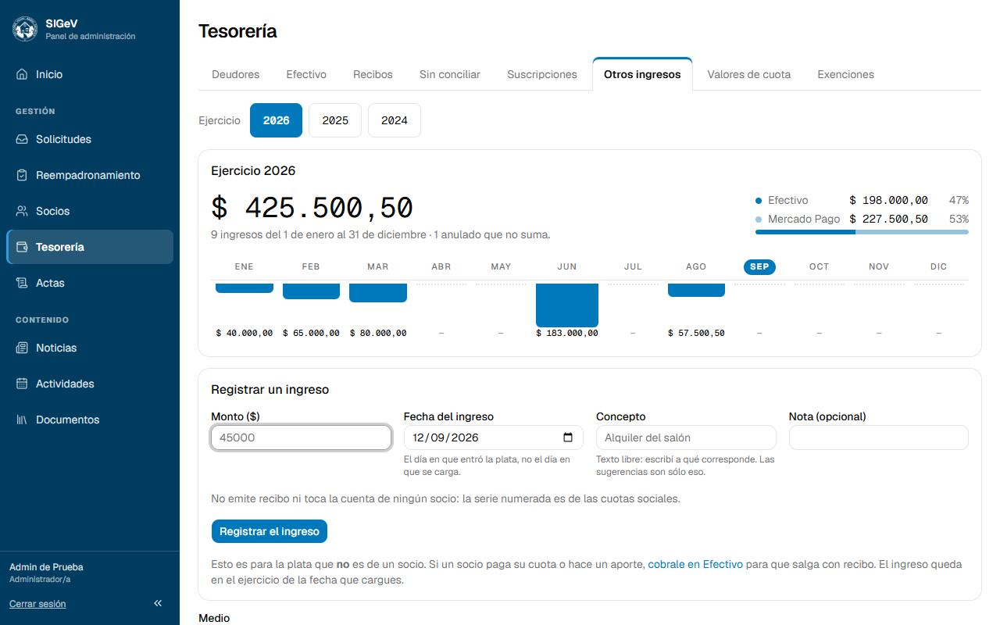 SIGeV
Panel de administración
Inicio
GESTIÓN
Solicitudes
Reempadronamiento
Socios
Tesorería
Actas
CONTENIDO
Noticias
Actividades
Documentos
Admin de Prueba
Administrador/a
Cerrar sesión
Tesorería
Deudores Efectivo Recibos Sin conciliar Suscripciones Otros ingresos Valores de cuota Exenciones
Ejercicio 2026 2025 2024
Ejercicio 2026
$ 425.500,50
9 ingresos del 1 de enero al 31 de diciembre · 1 anulado que no suma.
Efectivo $ 198.000,00 47%
Mercado Pago $ 227.500,50 53%
ENE FEB MAR ABR MAY JUN JUL AGO SEP OCT NOV DIC
$ 40.000,00 $ 65.000,00 $ 80.000,00 – – $ 183.000,00 – $ 57.500,50 – – – –
Registrar un ingreso
Monto ($) Fecha del ingreso Concepto Nota (opcional)
45000 12/09/2026 Alquiler del salón
El día en que entró la plata, no el día en
que se carga.
Texto libre: escribí a qué corresponde. Las
sugerencias son sólo eso.
No emite recibo ni toca la cuenta de ningún socio: la serie numerada es de las cuotas sociales.
Registrar el ingreso
Esto es para la plata que no es de un socio. Si un socio paga su cuota o hace un aporte, cobrale en Efectivo para que salga con recibo. El ingreso queda
en el ejercicio de la fecha que cargues.
Medio